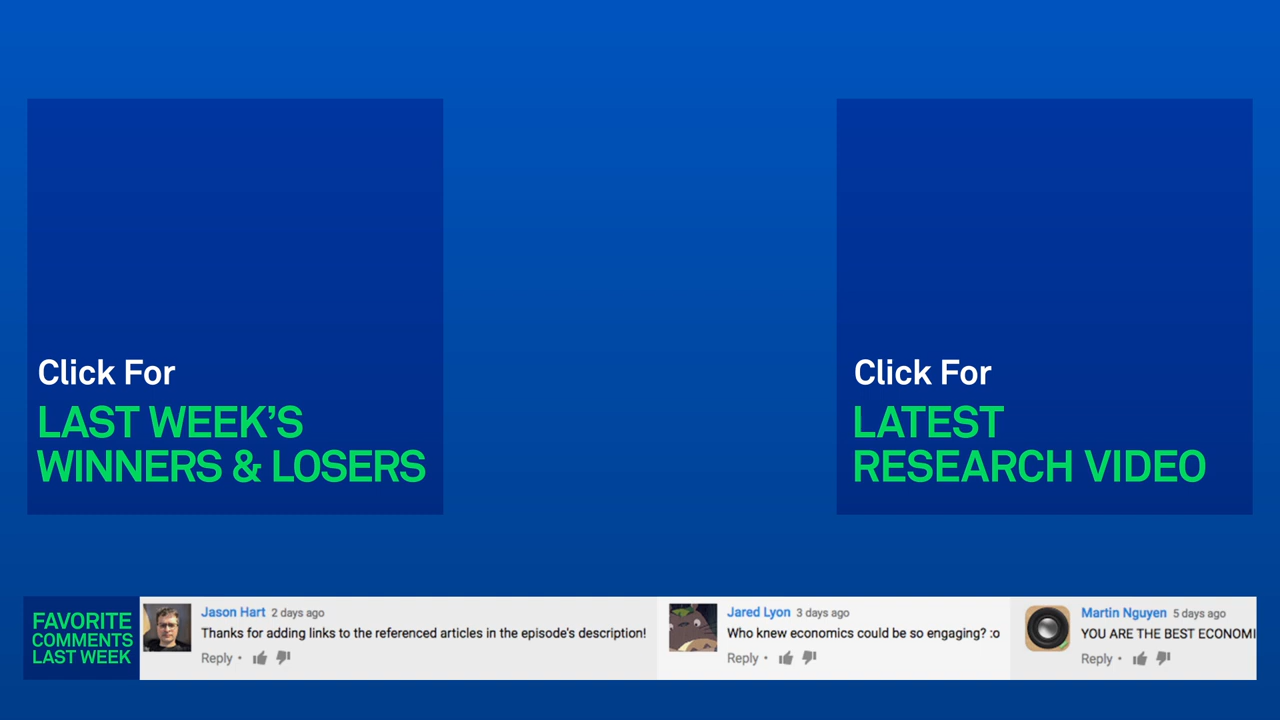 Click For
LAST WEEK'S
WINNERS & LOSERS
Click For
LATEST
RESEARCH VIDEO
FAVORITE
COMMENTS
LAST WEEK
Jason Hart 2 days ago
Thanks for adding links to the referenced articles in the episode's description!
Reply •
Jared Lyon 3 days ago
Who knew economics could be so engaging? :o
Reply •
Martin Nguyen 5 days ago
YOU ARE THE BEST ECONOMI
Reply •